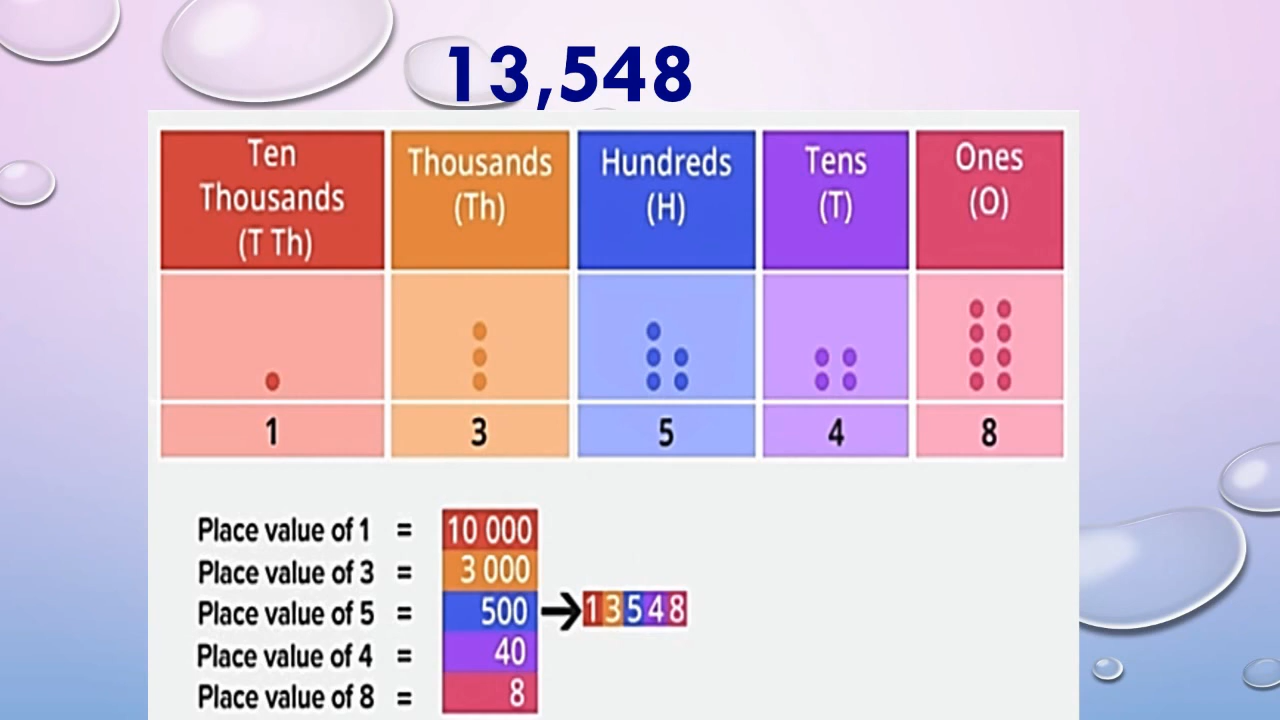 13,548
Ten Thousands Hundreds Tens Ones
Thousands (Th) (H) (T) (O)
(T Th)
1 3 5 4 8
Place value of 1 = 10 000
Place value of 3 = 3 000
Place value of 5 = 500 → 13548
Place value of 4 = 40
Place value of 8 = 8